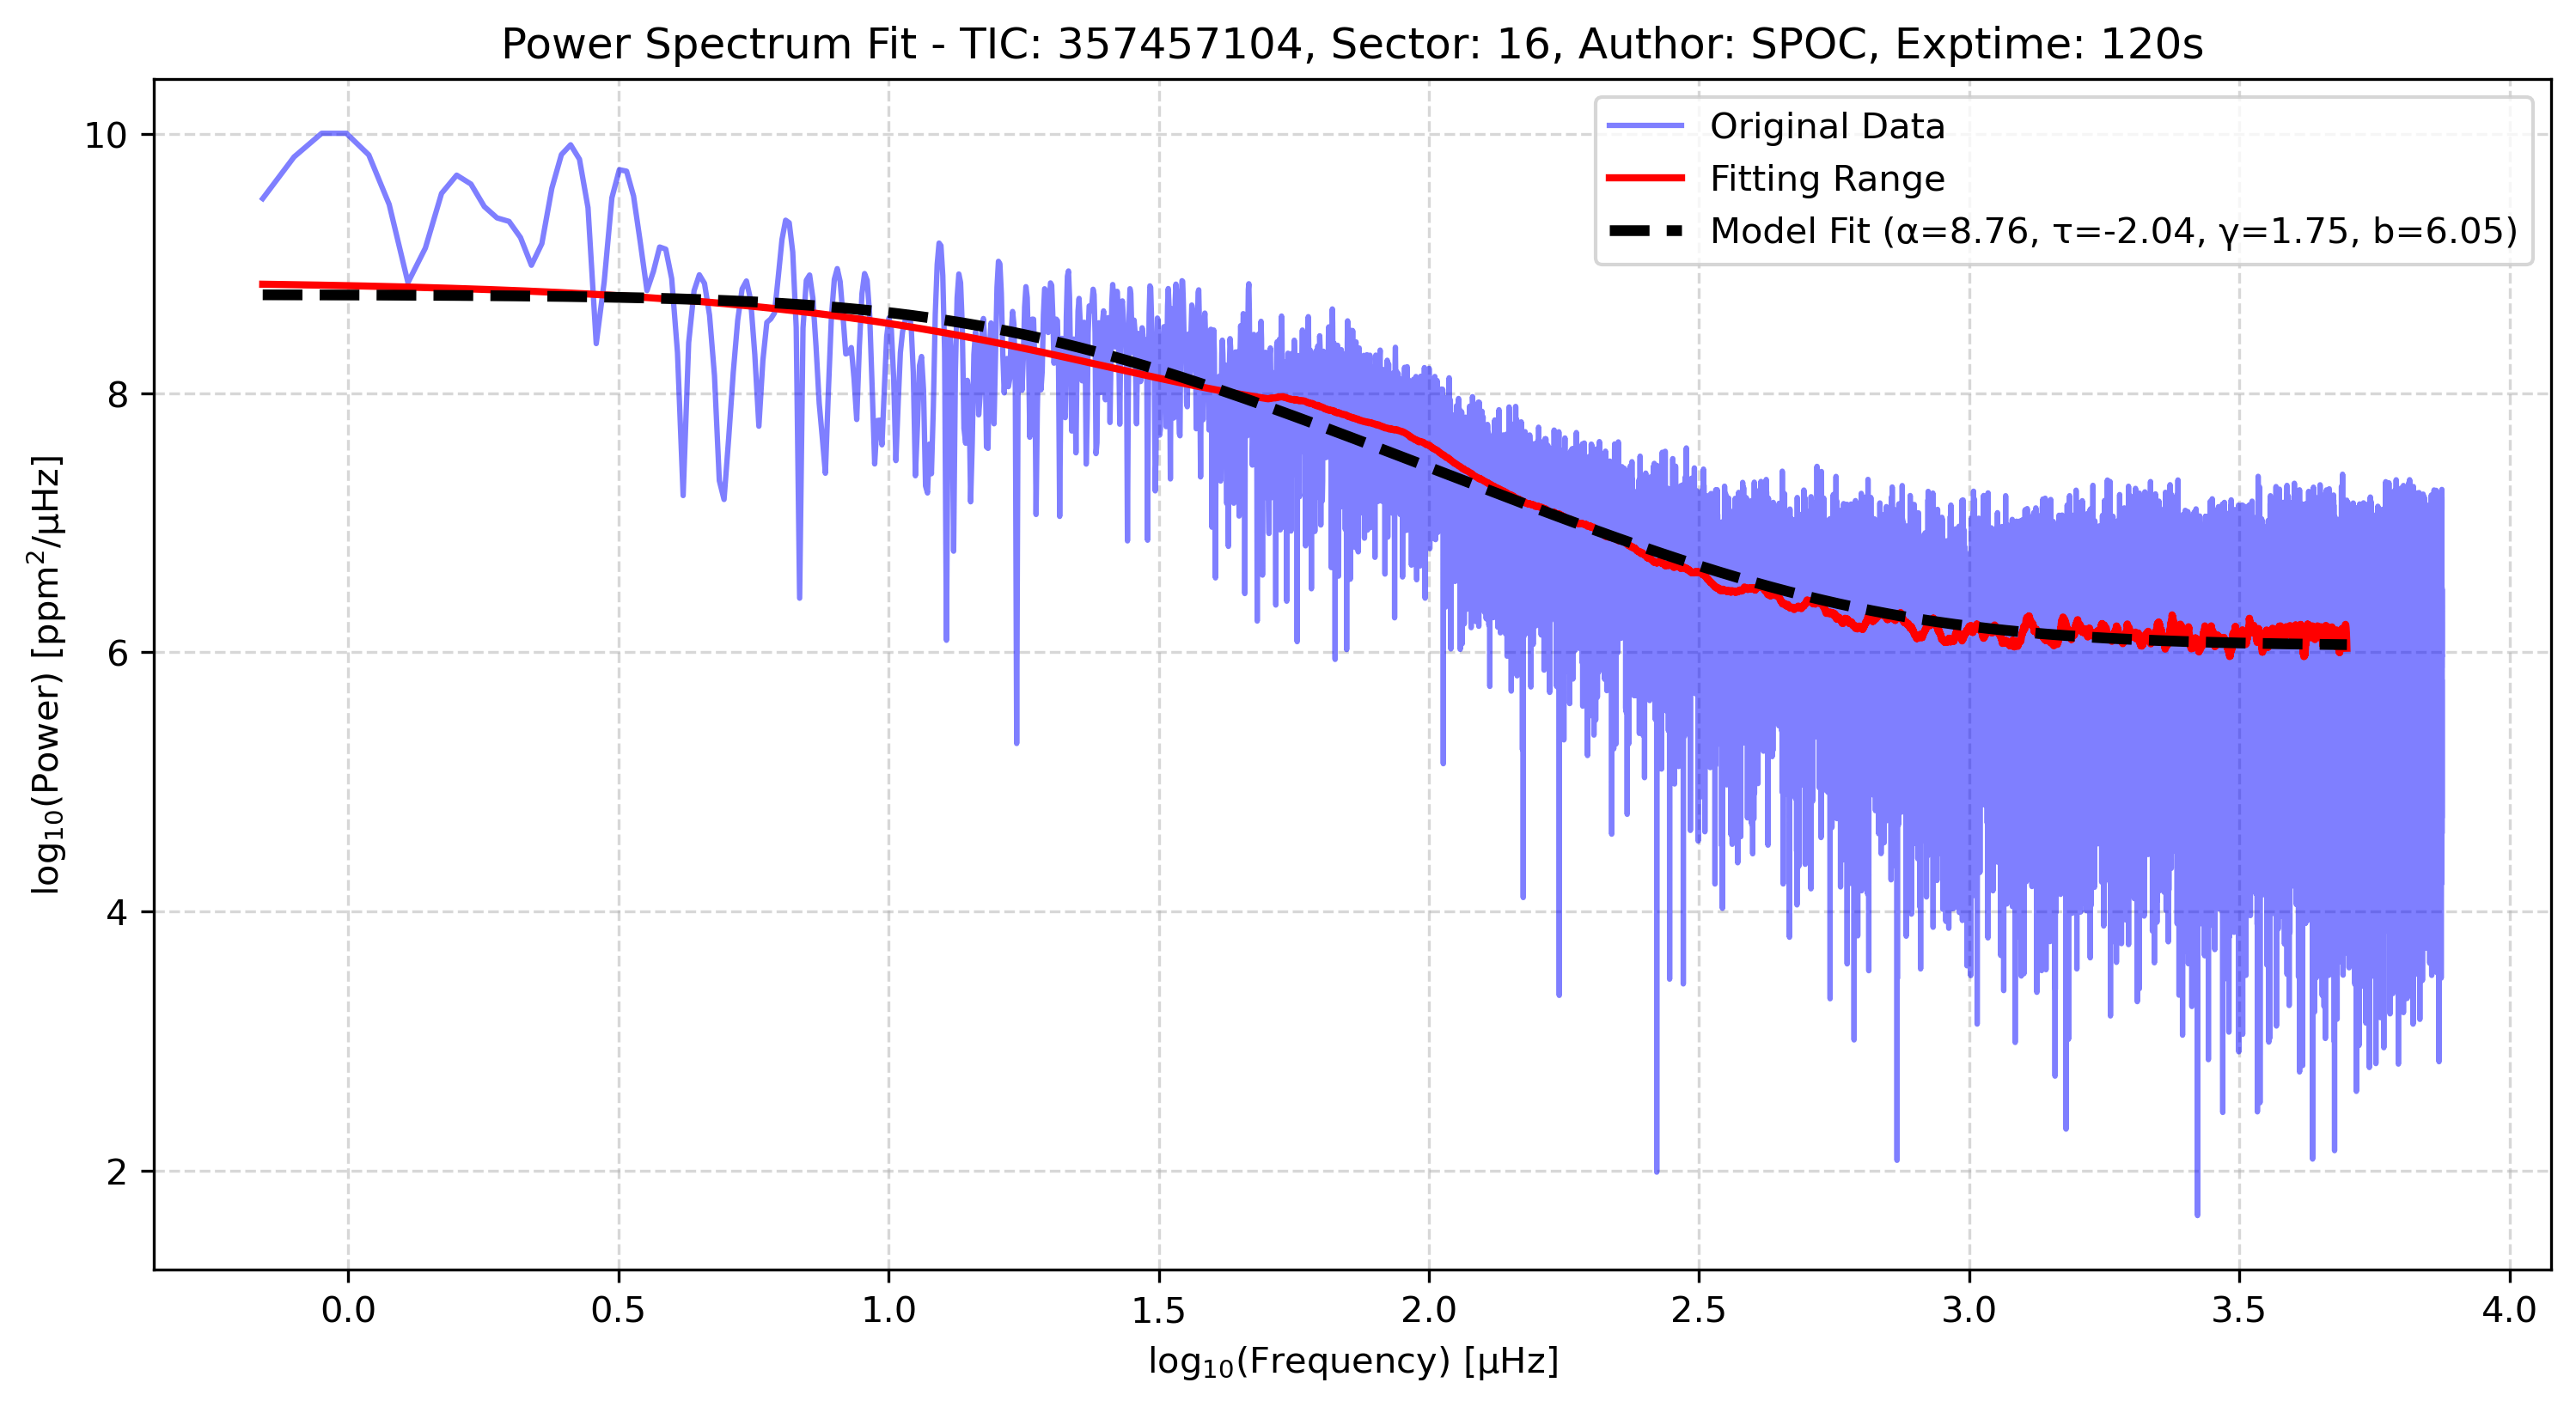 Power Spectrum Fit - TIC: 357457104, Sector: 16, Author: SPOC, Exptime: 120s
Original Data
Fitting Range
Model Fit (α=8.76, τ=-2.04, γ=1.75, b=6.05)
log₁₀(Power) [ppm²/μHz]
10
8
6
4
2
0.0 0.5 1.0 1.5 2.0 2.5 3.0 3.5 4.0
log₁₀(Frequency) [μHz]